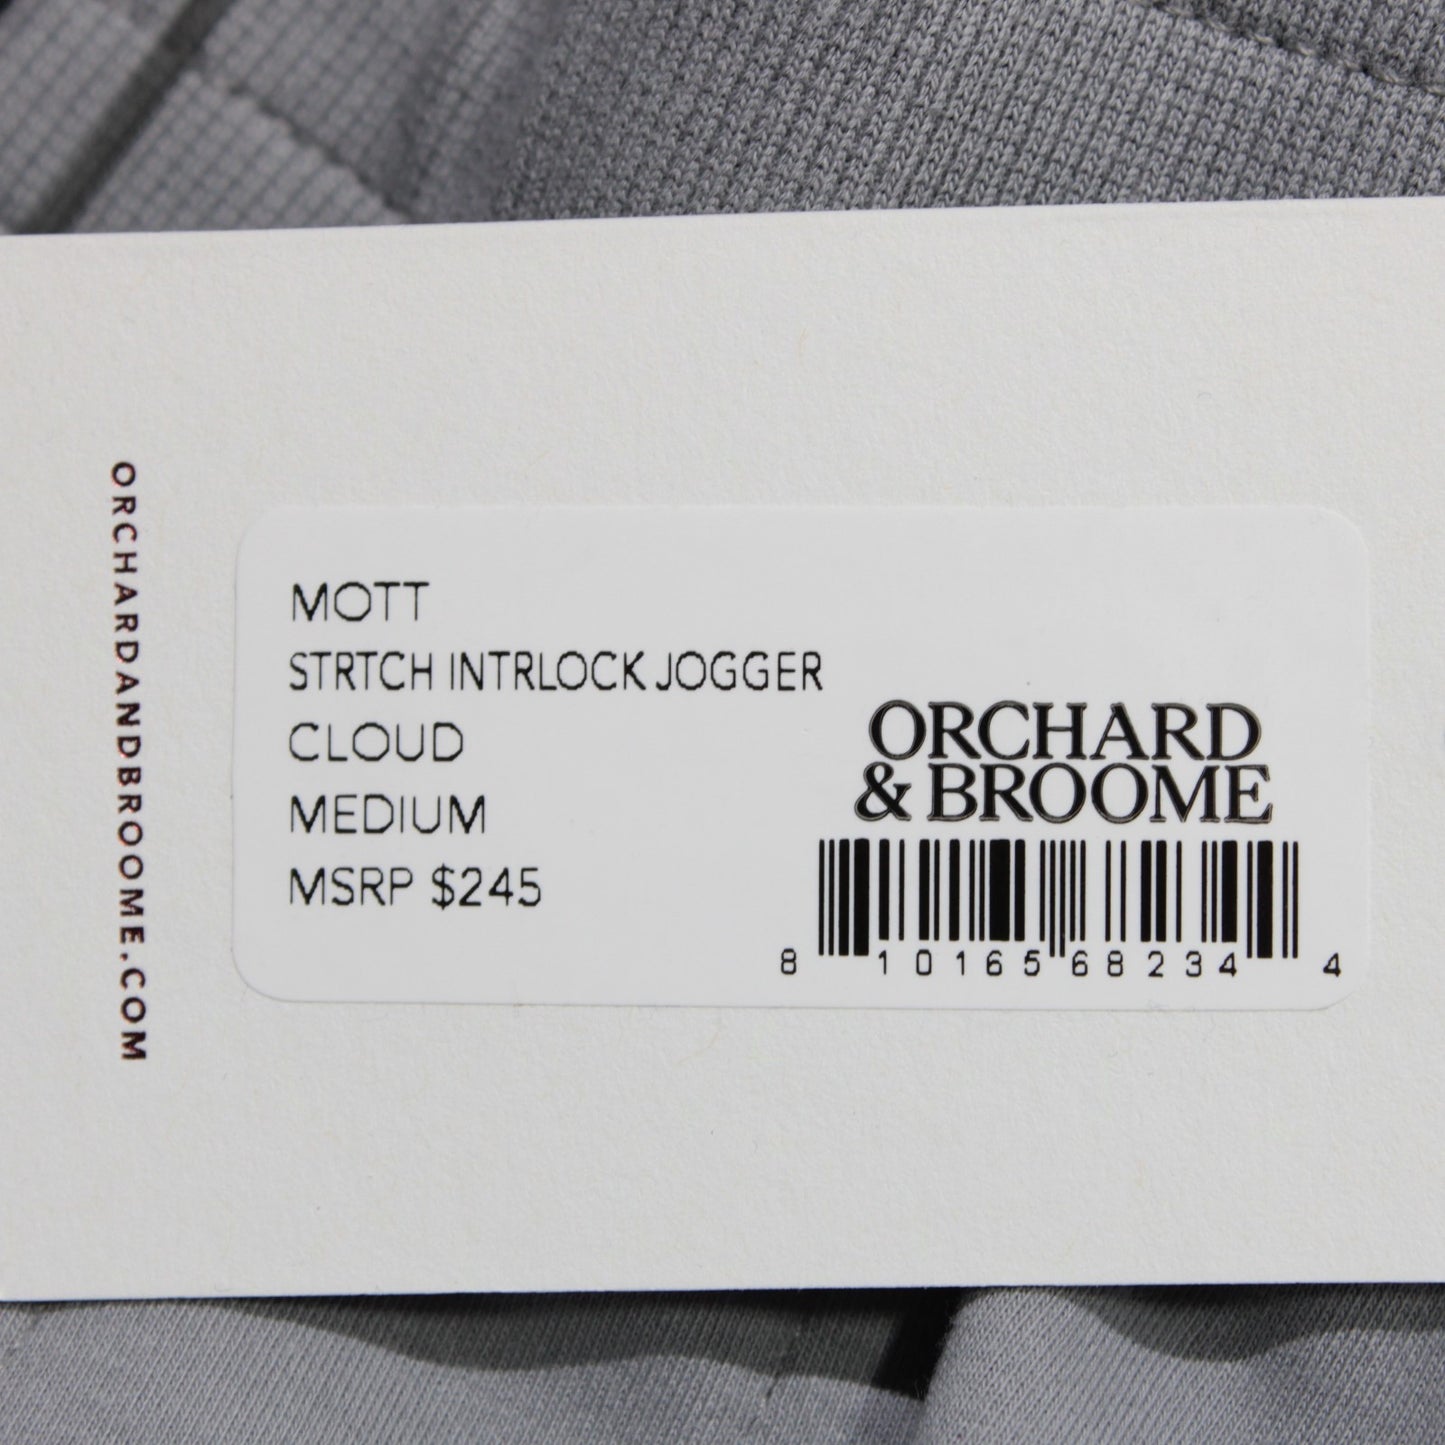 ORCHARDANDBROOME.COM
MOTT
STRTCH INTRLOCK JOGGER
CLOUD
MEDIUM
MSRP $245
ORCHARD
& BROOME
8 10165 68234 4